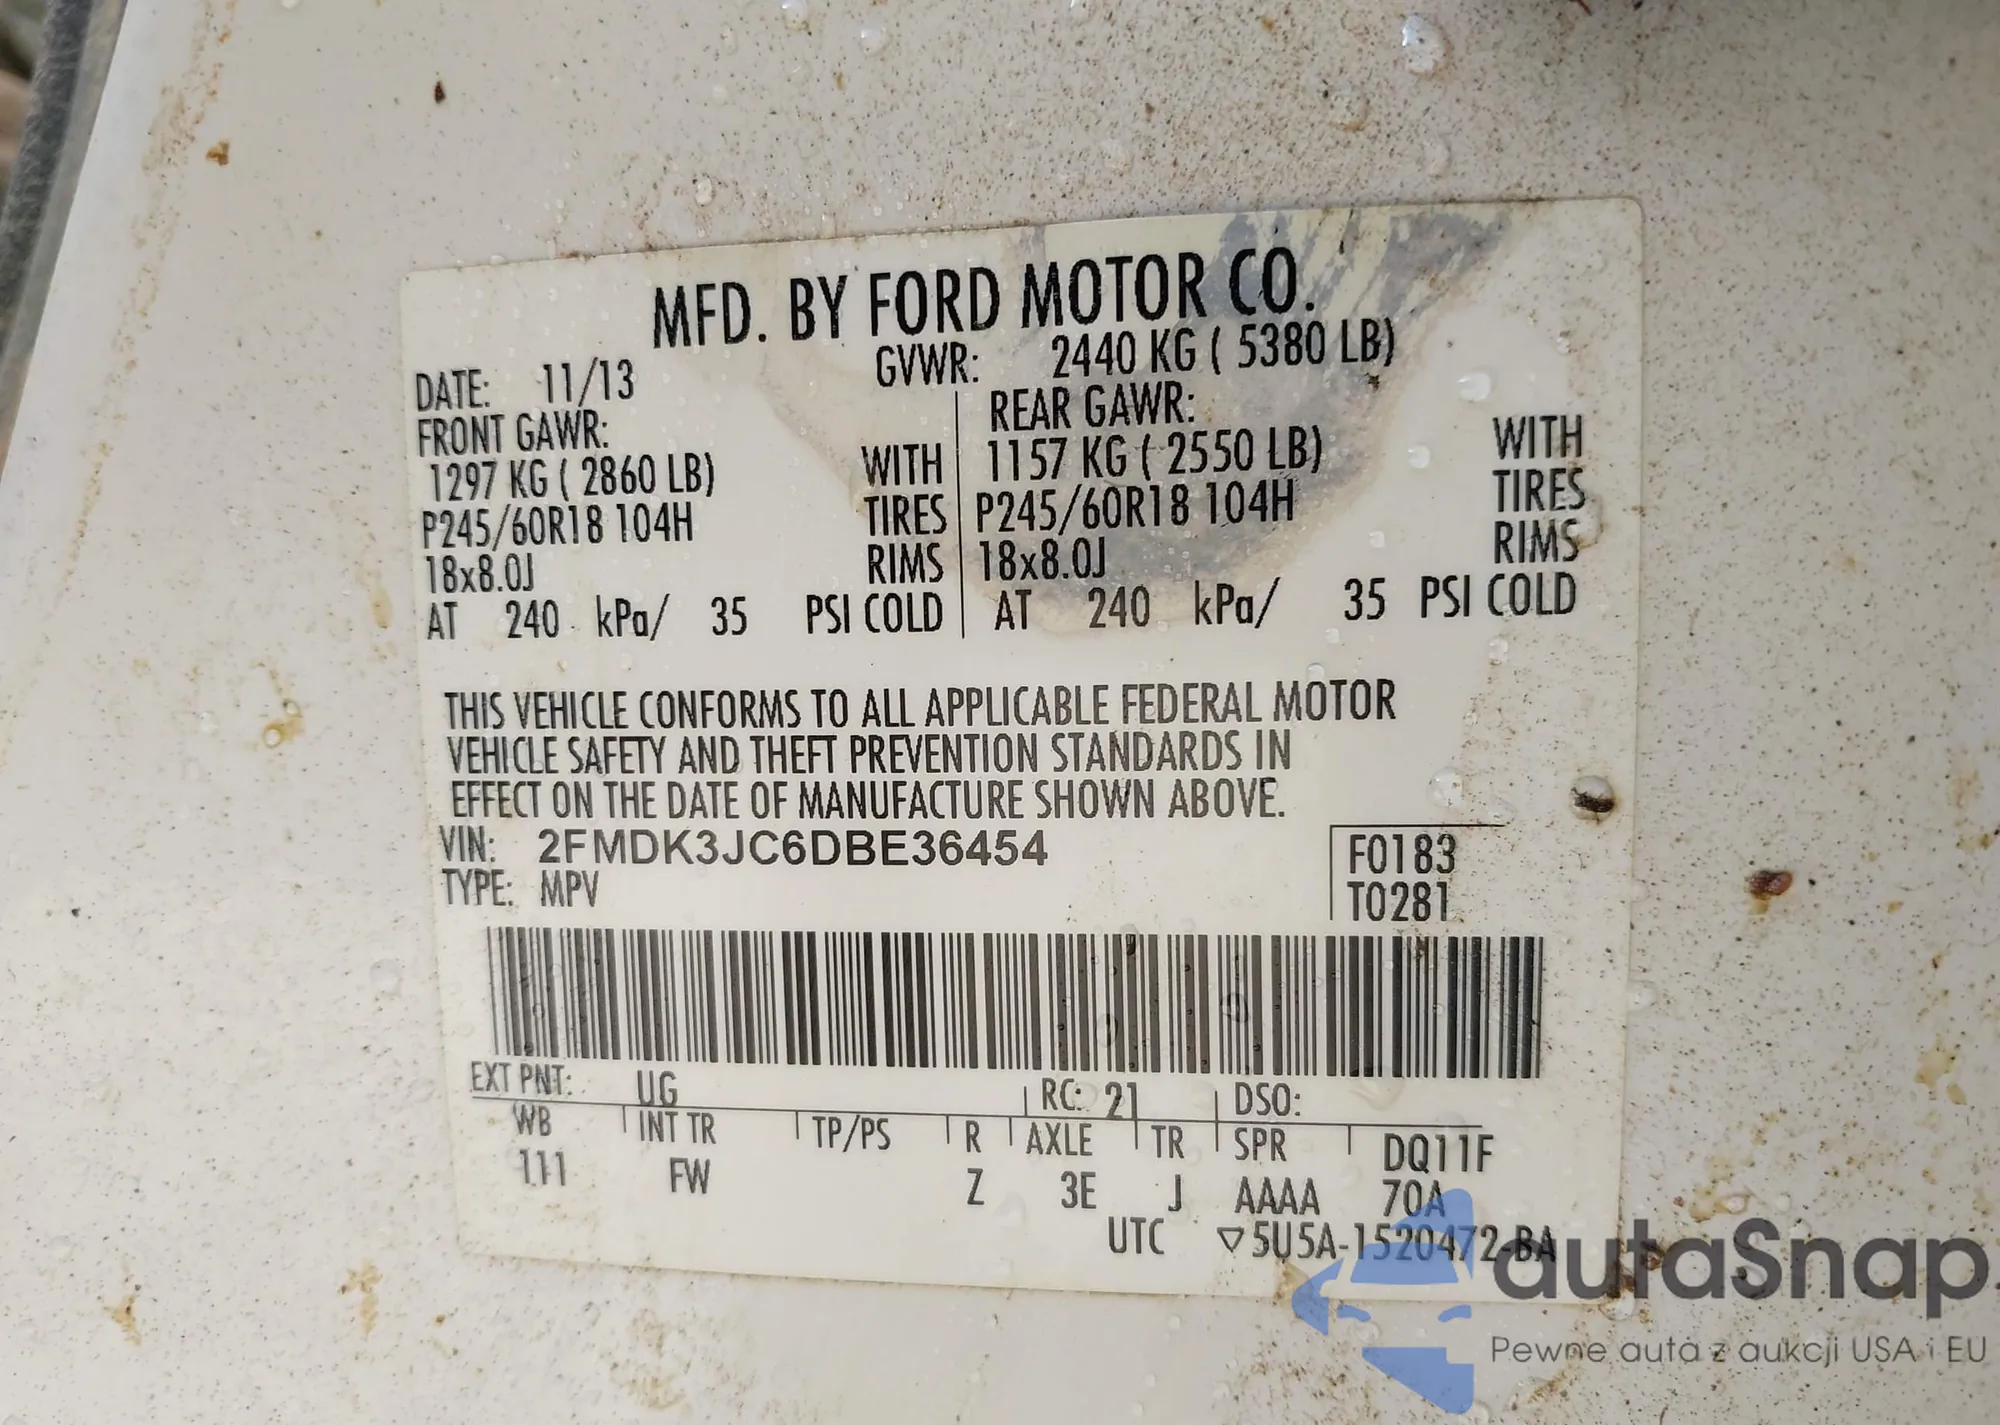 MFD. BY FORD MOTOR CO.
DATE: 11/13 GVWR: 2440 KG ( 5380 LB)
FRONT GAWR: REAR GAWR:
1297 KG ( 2860 LB) WITH 1157 KG ( 2550 LB) WITH
P245/60R18 104H TIRES P245/60R18 104H TIRES
18x8.0J RIMS 18x8.0J RIMS
AT 240 kPa/ 35 PSI COLD AT 240 kPa/ 35 PSI COLD
THIS VEHICLE CONFORMS TO ALL APPLICABLE FEDERAL MOTOR
VEHICLE SAFETY AND THEFT PREVENTION STANDARDS IN
EFFECT ON THE DATE OF MANUFACTURE SHOWN ABOVE.
VIN: 2FMDK3JC6DBE36454 F0183
TYPE: MPV T0281
EXT PNT: UG RC: 21 DSO:
WB INT TR TP/PS R AXLE TR SPR DQ11F
111 FW Z 3E J AAAA 70A
UTC ▽5U5A-1520472-BA
autaSnap.
Pewne auta z aukcji USA i EU